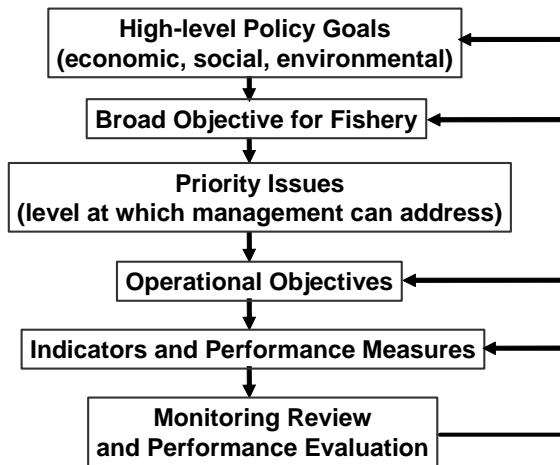 High-level Policy Goals
(economic, social, environmental)
Broad Objective for Fishery
Priority Issues
(level at which management can address)
Operational Objectives
Indicators and Performance Measures
Monitoring Review
and Performance Evaluation